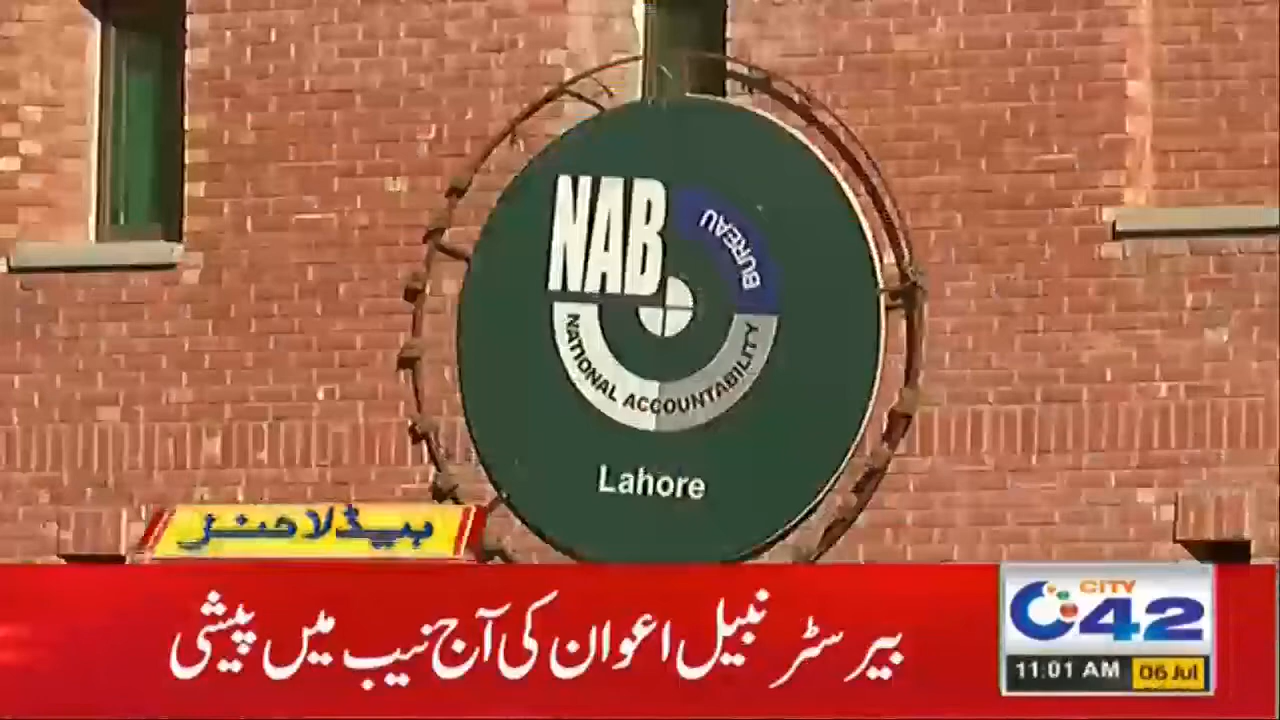 NAB
BUREAU
NATIONAL ACCOUNTABILITY
Lahore
ہیڈلائنز
بیرسٹر نبیل اعوان کی آج نیب میں پیشی
CITY
42
11:01 AM
06 Jul